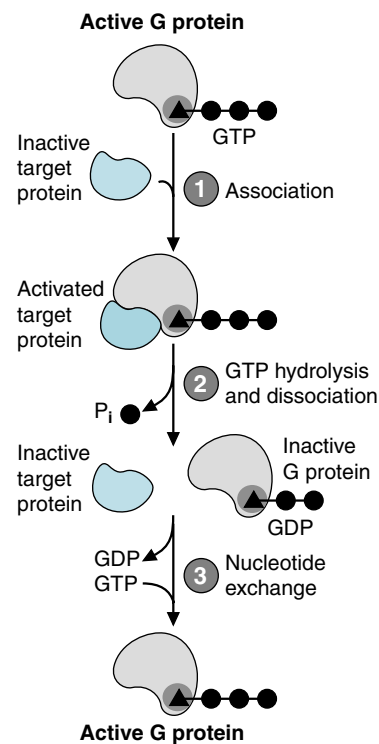 Active G protein
GTP
Inactive
target
protein
1 Association
Activated
target
protein
2 GTP hydrolysis
and dissociation
Pi
Inactive
target
protein
Inactive
G protein
GDP
GDP
GTP
3 Nucleotide
exchange
Active G protein